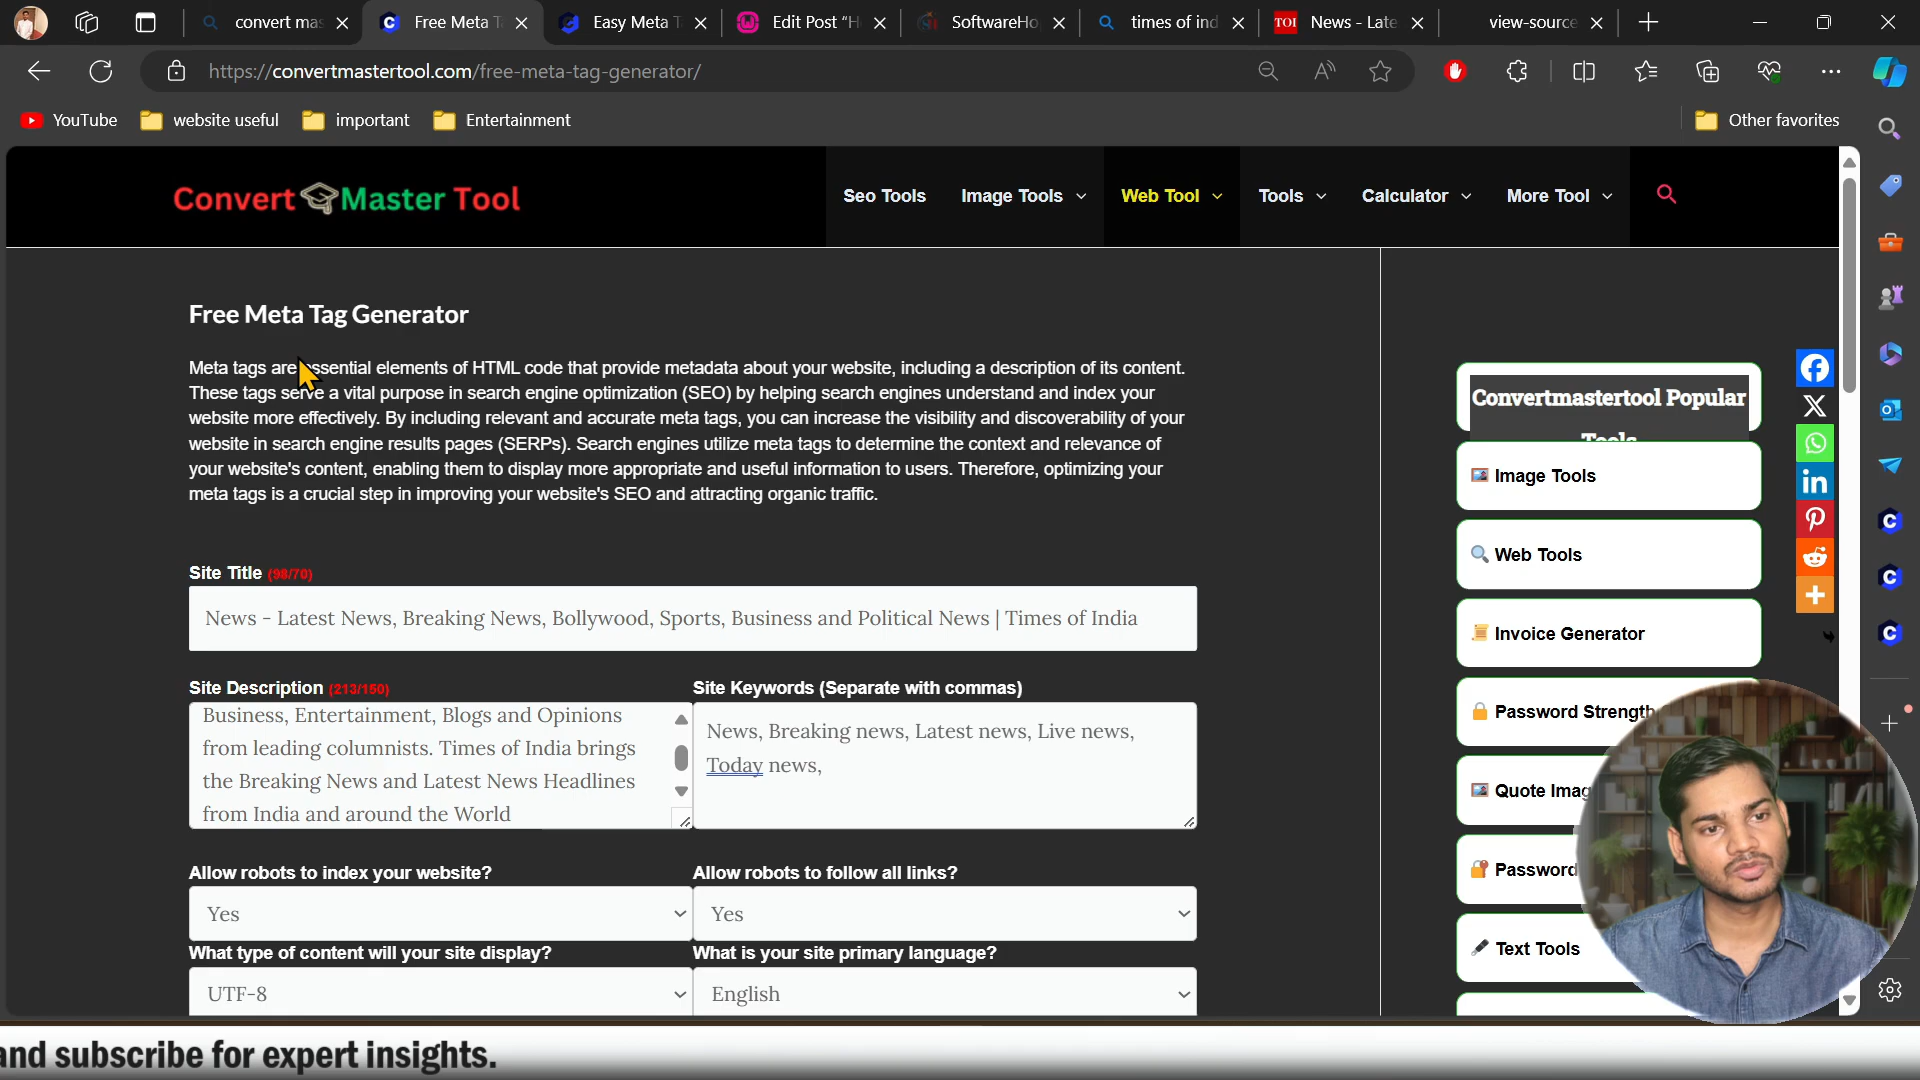 convert mas
Free Meta T
Easy Meta T
Edit Post “H
SoftwareHo
times of ind
TOI
News - Late
view-source:
https://convertmastertool.com/free-meta-tag-generator/
YouTube
website useful
important
Entertainment
Other favorites
Convert Master Tool
Seo Tools
Image Tools
Web Tool
Tools
Calculator
More Tool
Free Meta Tag Generator
Meta tags are essential elements of HTML code that provide metadata about your website, including a description of its content.
These tags serve a vital purpose in search engine optimization (SEO) by helping search engines understand and index your
website more effectively. By including relevant and accurate meta tags, you can increase the visibility and discoverability of your
website in search engine results pages (SERPs). Search engines utilize meta tags to determine the context and relevance of
your website's content, enabling them to display more appropriate and useful information to users. Therefore, optimizing your
meta tags is a crucial step in improving your website's SEO and attracting organic traffic.
Site Title (98/70)
News - Latest News, Breaking News, Bollywood, Sports, Business and Political News | Times of India
Site Description (213/150)
Business, Entertainment, Blogs and Opinions
from leading columnists. Times of India brings
the Breaking News and Latest News Headlines
from India and around the World
Site Keywords (Separate with commas)
News, Breaking news, Latest news, Live news,
Today news,
Allow robots to index your website?
Yes
Allow robots to follow all links?
Yes
What type of content will your site display?
UTF-8
What is your site primary language?
English
Convertmastertool Popular
Tools
Image Tools
Web Tools
Invoice Generator
Password Strength
Quote Imag
Password
Text Tools
and subscribe for expert insights.